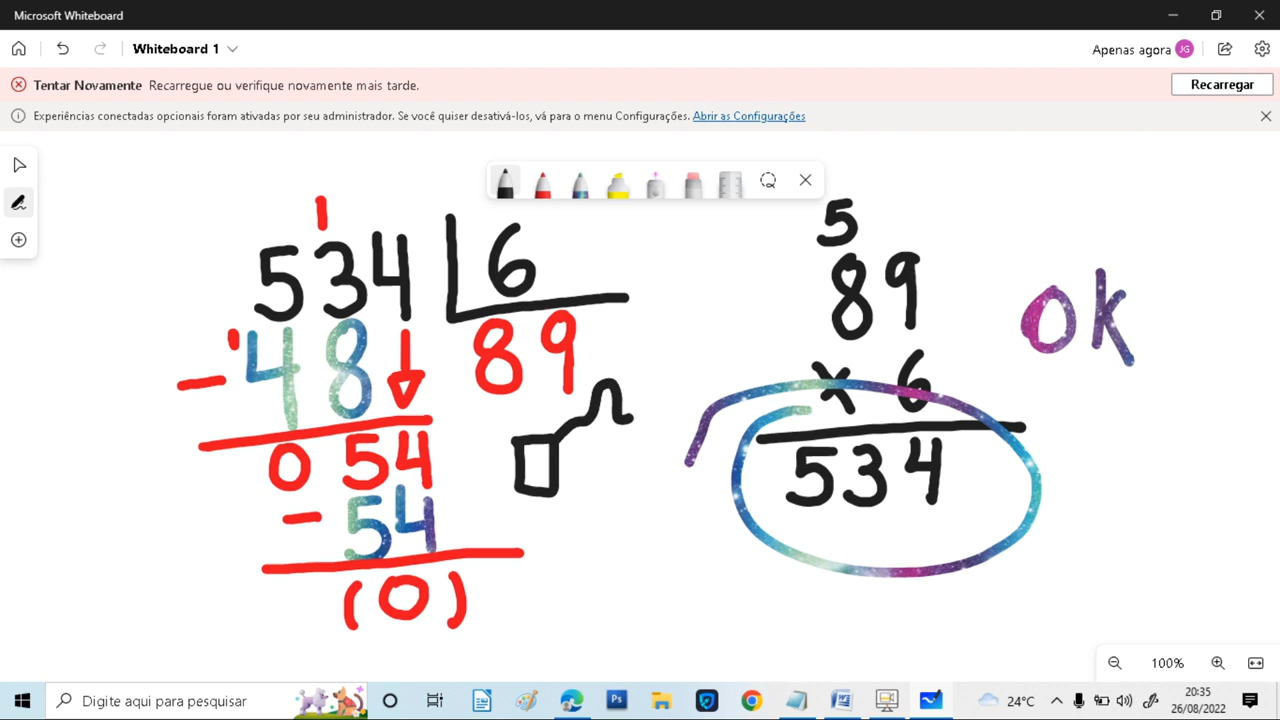 Microsoft Whiteboard
Whiteboard 1
Apenas agora JG
Tentar Novamente Recarregue ou verifique novamente mais tarde.
Recarregar
Experiências conectadas opcionais foram ativadas por seu administrador. Se você quiser desativá-los, vá para o menu Configurações. Abrir as Configurações
1
534 6
- 48 89
054
- 54
(0)
5
89
x 6
534
ok
100%
Digite aqui para pesquisar
Ps
W
24°C
20:35
26/08/2022